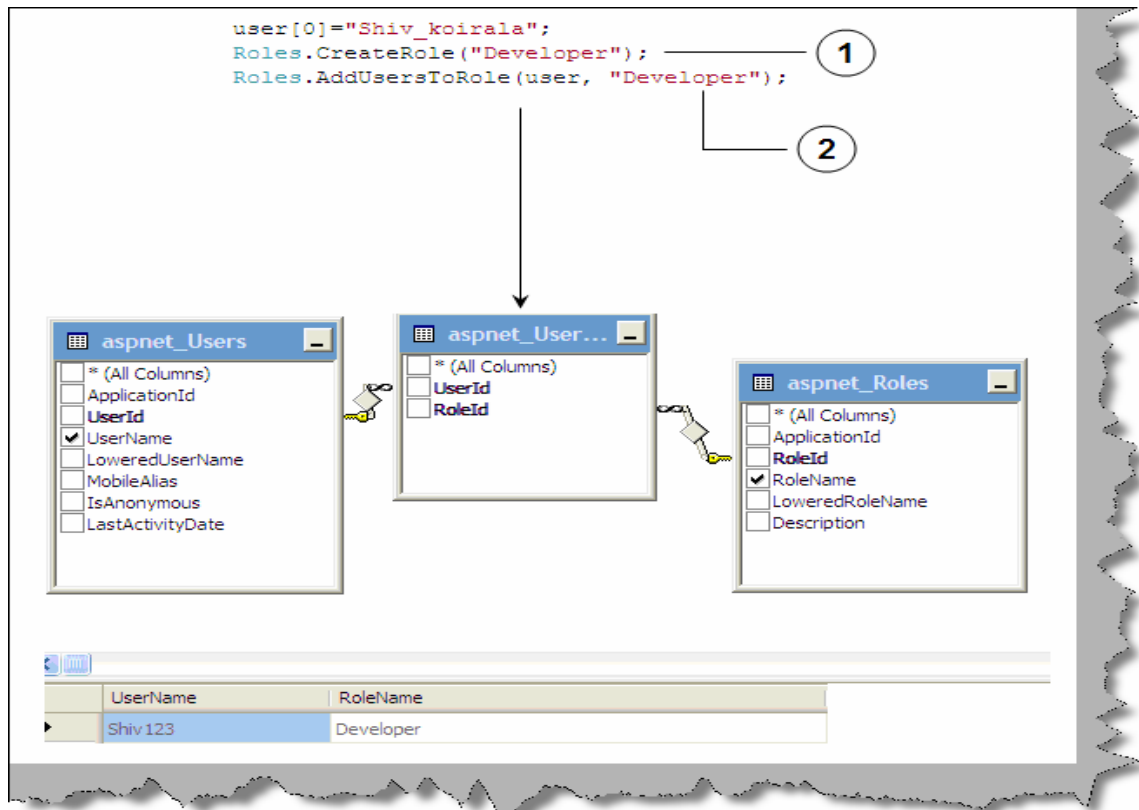 user[0]="Shiv_koirala";
Roles.CreateRole("Developer");
1
Roles.AddUsersToRole(user, "Developer");
2
aspnet_Users
* (All Columns)
ApplicationId
UserId
UserName
LoweredUserName
MobileAlias
IsAnonymous
LastActivityDate
aspnet_User...
* (All Columns)
UserId
RoleId
aspnet_Roles
* (All Columns)
ApplicationId
RoleId
RoleName
LoweredRoleName
Description
UserName RoleName
Shiv123 Developer